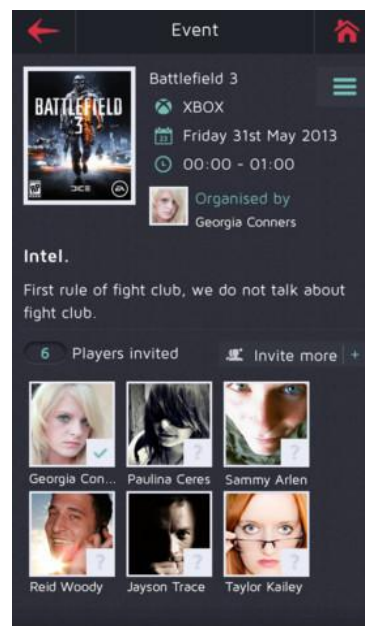 Event
Battlefield 3
BATTLEFIELD
3
XBOX
Friday 31st May 2013
00:00 - 01:00
DICE
EA
Organised by
Georgia Conners
Intel.
First rule of fight club, we do not talk about
fight club.
6 Players invited
Invite more +
? ? ?
Georgia Con... Paulina Ceres Sammy Arlen
? ? ?
Reid Woody Jayson Trace Taylor Kailey